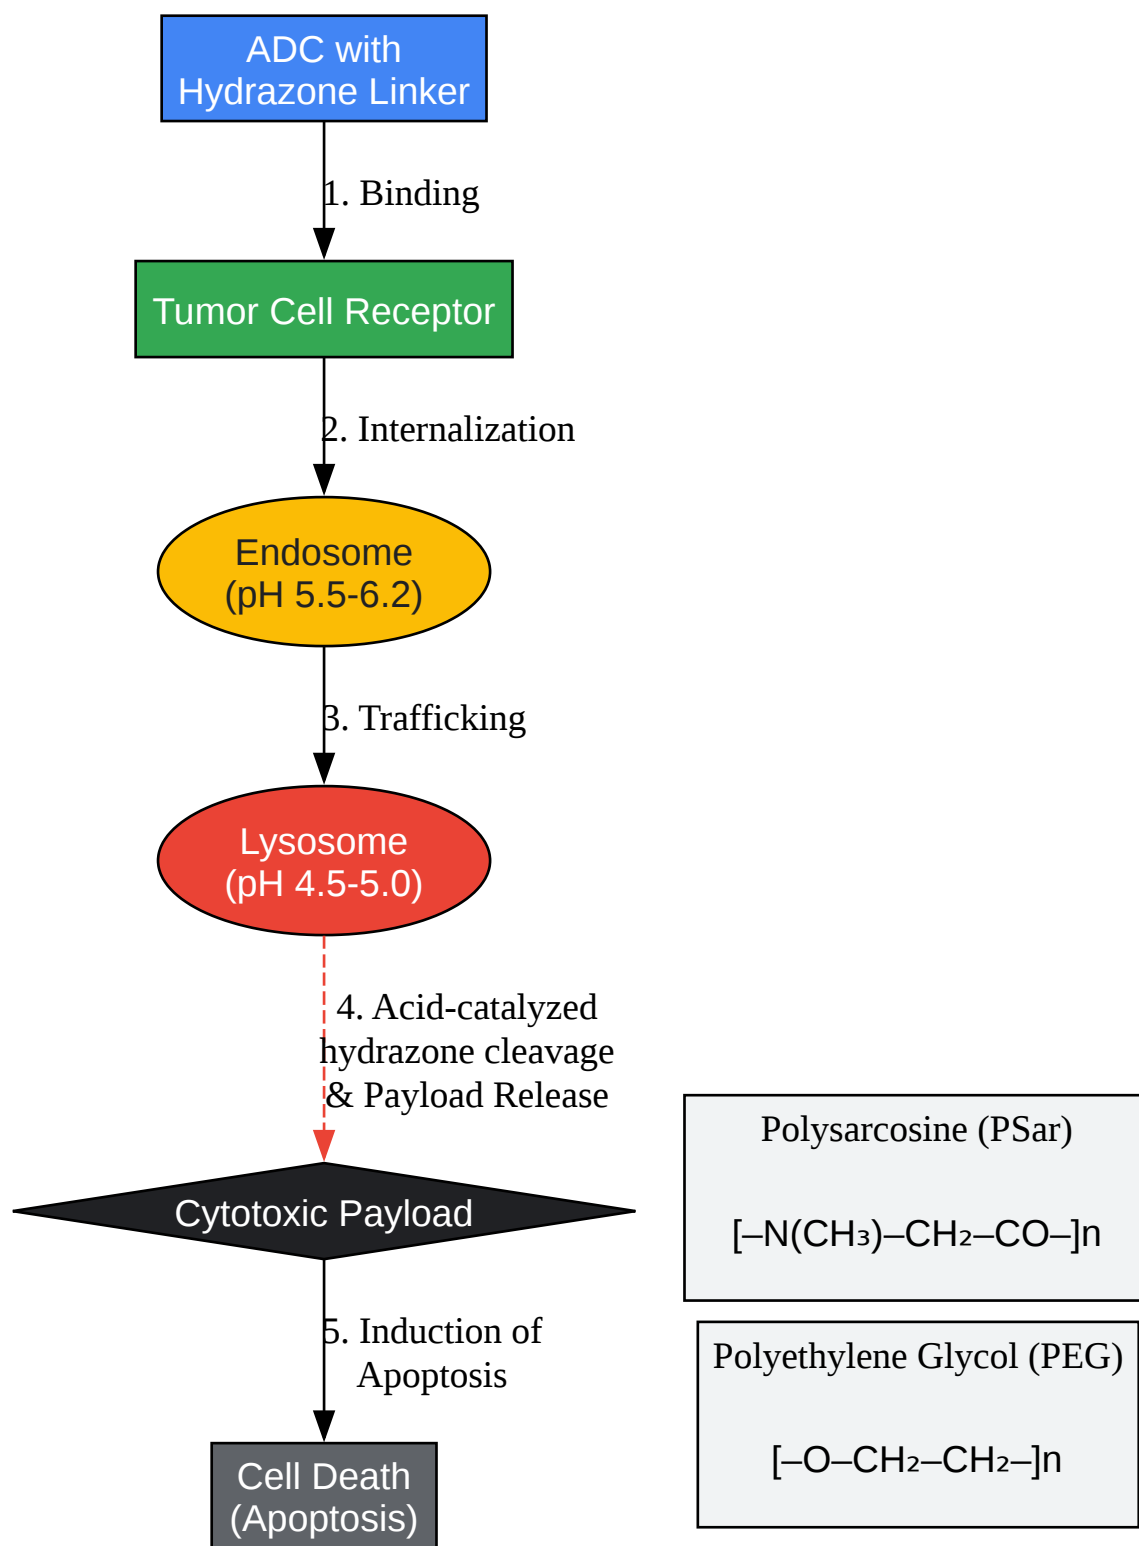 ADC with
Hydrazone Linker
1. Binding
Tumor Cell Receptor
2. Internalization
Endosome
(pH 5.5-6.2)
3. Trafficking
Lysosome
(pH 4.5-5.0)
4. Acid-catalyzed
hydrazone cleavage
& Payload Release
Cytotoxic Payload
5. Induction of
Apoptosis
Cell Death
(Apoptosis)
Polysarcosine (PSar)
[–N(CH₃)–CH₂–CO–]n
Polyethylene Glycol (PEG)
[–O–CH₂–CH₂–]n